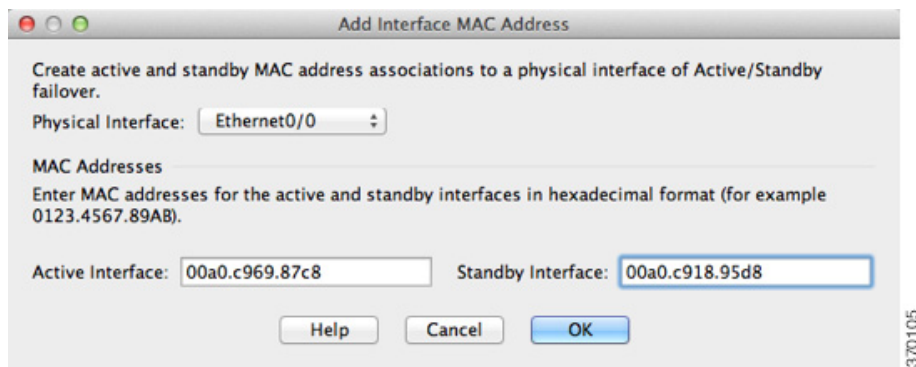 Add Interface MAC Address
Create active and standby MAC address associations to a physical interface of Active/Standby
failover.
Physical Interface: Ethernet0/0
MAC Addresses
Enter MAC addresses for the active and standby interfaces in hexadecimal format (for example
0123.4567.89AB).
Active Interface: 00a0.c969.87c8 Standby Interface: 00a0.c918.95d8
Help Cancel OK
370105